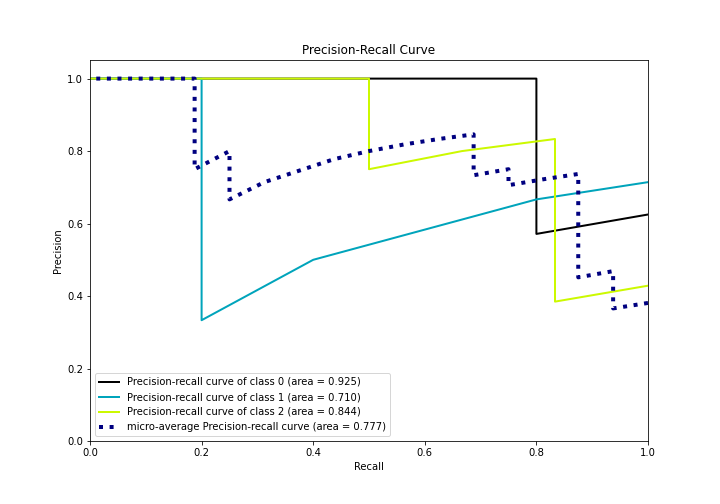 Precision-Recall Curve
1.0
0.8
0.6
0.4
0.2
0.0
Precision
Precision-recall curve of class 0 (area = 0.925)
Precision-recall curve of class 1 (area = 0.710)
Precision-recall curve of class 2 (area = 0.844)
micro-average Precision-recall curve (area = 0.777)
0.0 0.2 0.4 0.6 0.8 1.0
Recall